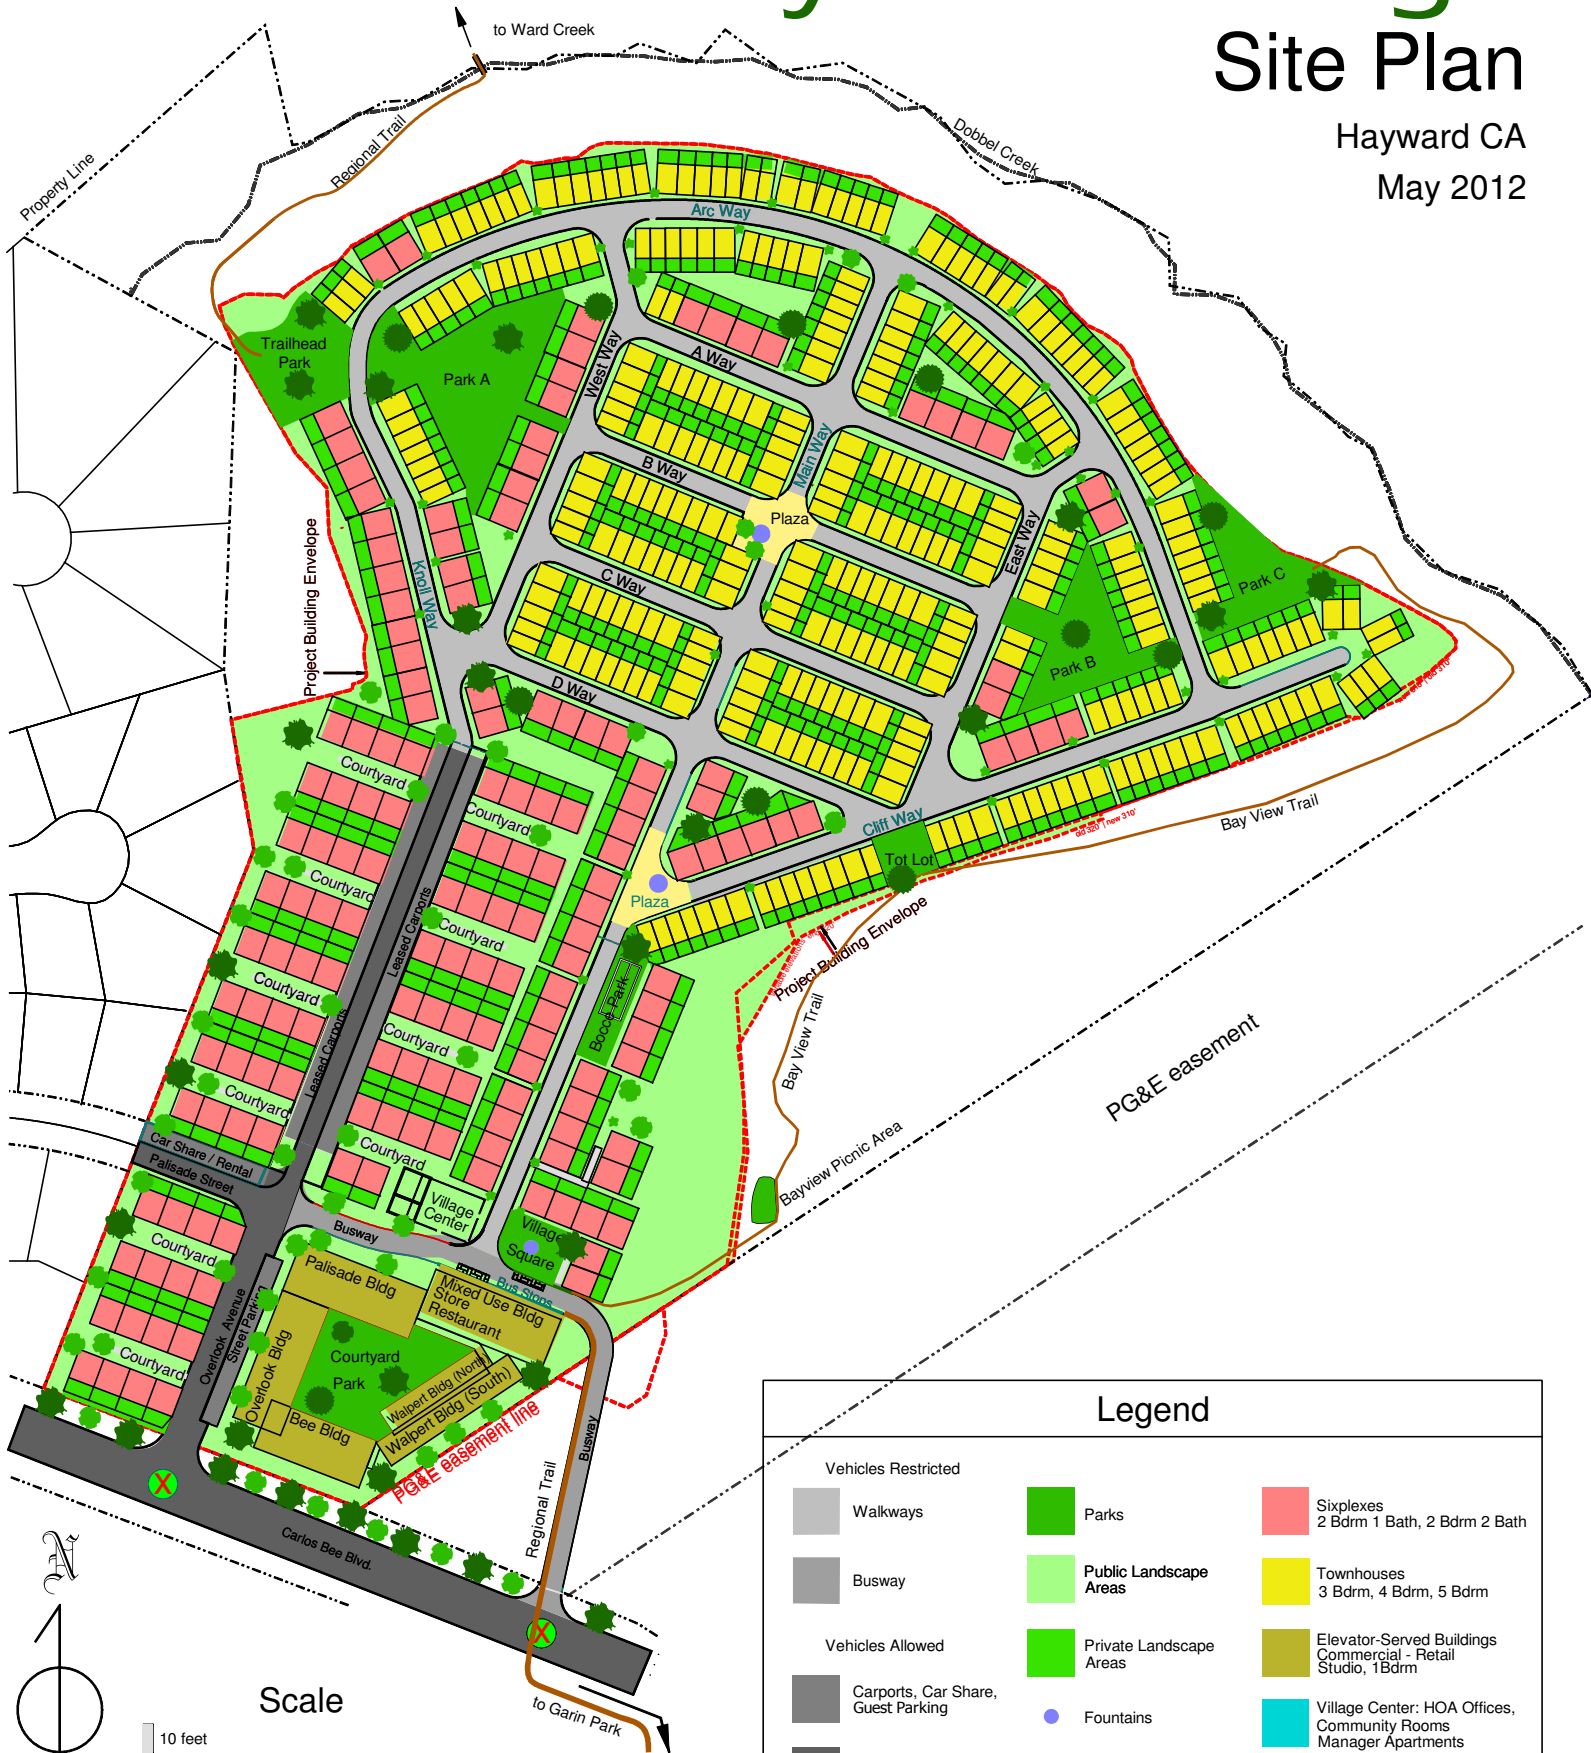 Site Plan
Hayward CA
May 2012
to Ward Creek
Regional Trail
Property Line
Dobbel Creek
Arc Way
Trailhead
Park
Park A
West Way
A Way
Main Way
B Way
Plaza
East Way
C Way
Knoll Way
Project Building Envelope
Park C
Park B
D Way
Cliff Way
Tot Lot
Bay View Trail
old 320' | new 310'
Courtyard
Courtyard
Courtyard
Courtyard
Courtyard
Courtyard
Courtyard
Courtyard
Leased Carports
Leased Carports
Plaza
Project Building Envelope
Bocce Park
Bay View Trail
PG&E easement
Bayview Picnic Area
Car Share / Rental
Palisade Street
Village
Center
Village
Square
Busway
Bus Stops
Courtyard
Courtyard
Overlook Avenue
Street Parking
Palisade Bldg
Mixed Use Bldg
Store
Restaurant
Overlook Bldg
Courtyard
Park
Walpert Bldg (North)
Walpert Bldg (South)
Bee Bldg
PG&E easement line
Busway
Regional Trail
X
X
Carlos Bee Blvd.
to Garin Park
N
Scale
10 feet
Legend
Vehicles Restricted
Walkways
Busway
Vehicles Allowed
Carports, Car Share,
Guest Parking
Parks
Public Landscape
Areas
Private Landscape
Areas
Fountains
Sixplexes
2 Bdrm 1 Bath, 2 Bdrm 2 Bath
Townhouses
3 Bdrm, 4 Bdrm, 5 Bdrm
Elevator-Served Buildings
Commercial - Retail
Studio, 1Bdrm
Village Center: HOA Offices,
Community Rooms
Manager Apartments